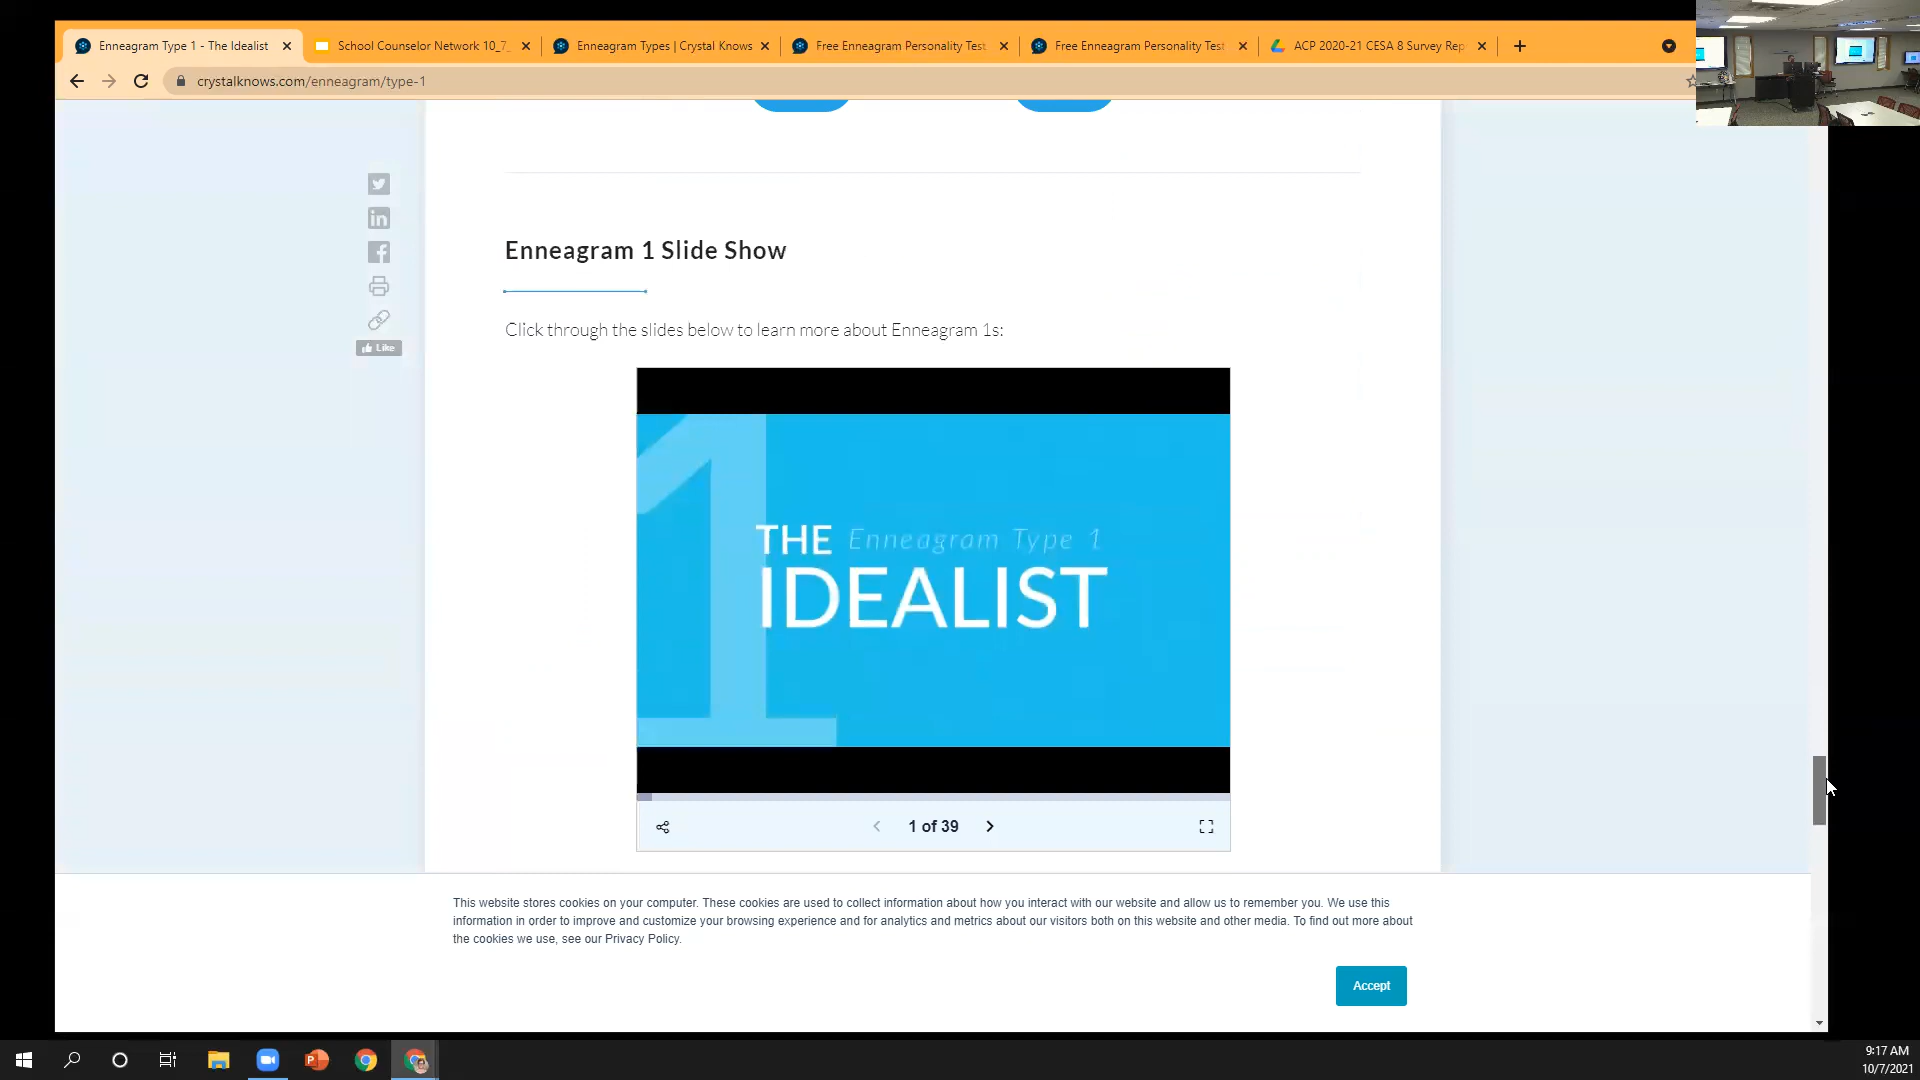 Enneagram Type 1 - The Idealist
School Counselor Network 10_7_
Enneagram Types | Crystal Knows
Free Enneagram Personality Test
Free Enneagram Personality Test
ACP 2020-21 CESA 8 Survey Rep
crystalknows.com/enneagram/type-1
Enneagram 1 Slide Show
Like
Click through the slides below to learn more about Enneagram 1s:
1
THE Enneagram Type 1
IDEALIST
1 of 39
This website stores cookies on your computer. These cookies are used to collect information about how you interact with our website and allow us to remember you. We use this
information in order to improve and customize your browsing experience and for analytics and metrics about our visitors both on this website and other media. To find out more about
the cookies we use, see our Privacy Policy.
Accept
9:17 AM
10/7/2021